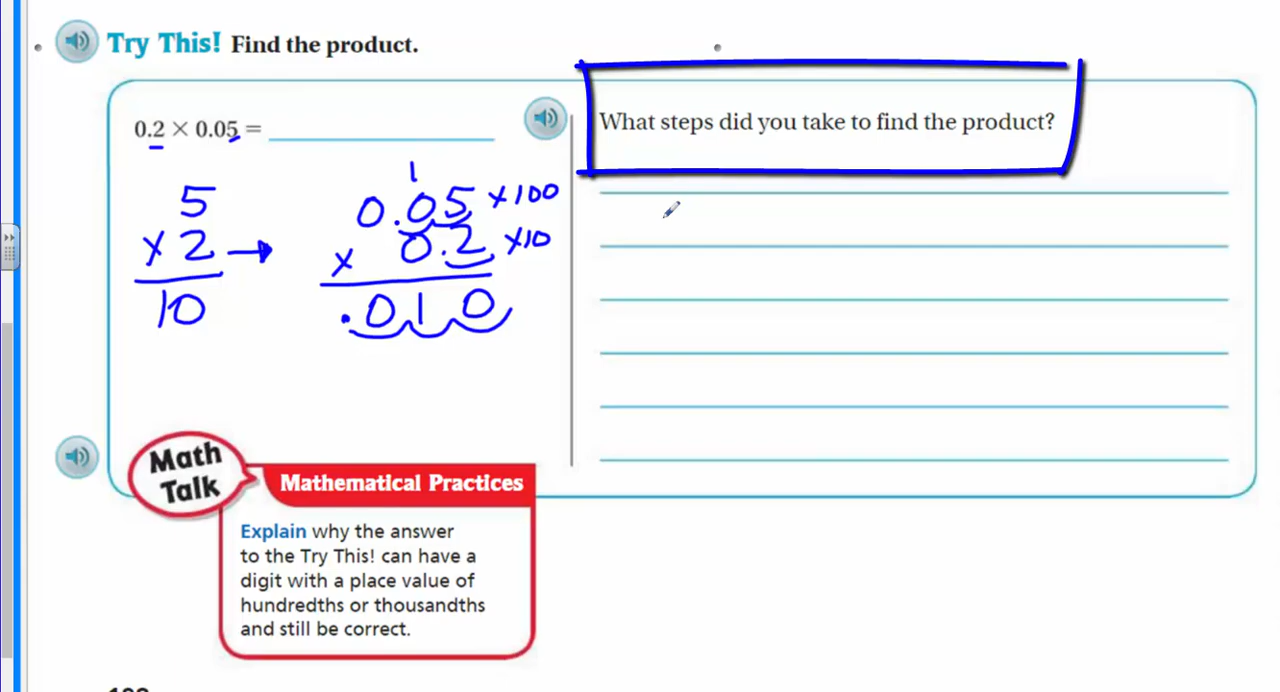 Try This! Find the product.
0.2 × 0.05 =
5
× 2 →
10
1
0.05 ×100
× 0.2 ×10
.010
What steps did you take to find the product?
Math
Talk
Mathematical Practices
Explain why the answer
to the Try This! can have a
digit with a place value of
hundredths or thousandths
and still be correct.